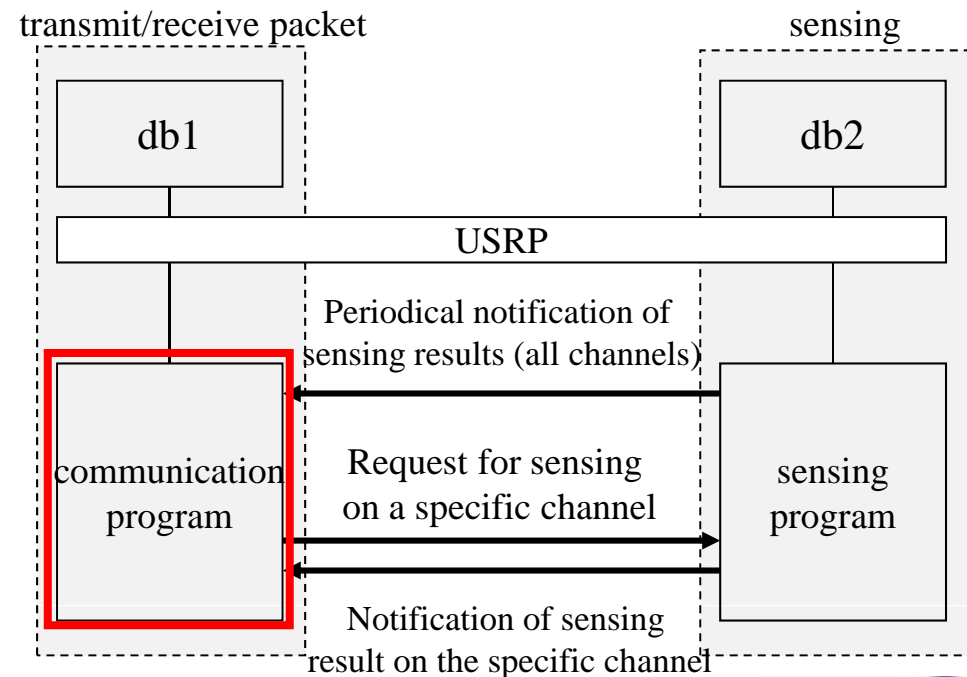 transmit/receive packet
sensing
db1
db2
USRP
Periodical notification of
sensing results (all channels)
communication
program
Request for sensing
on a specific channel
sensing
program
Notification of sensing
result on the specific channel